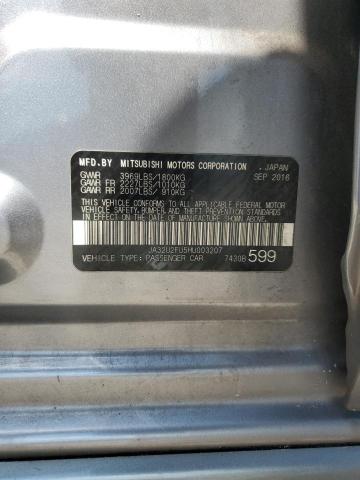 MFD.BY MITSUBISHI MOTORS CORPORATION - JAPAN
GVWR 3969LBS/1800KG SEP 2016
GAWR FR 2227LBS/1010KG
GAWR RR 2007LBS/ 910KG
THIS VEHICLE CONFORMS TO ALL APPLICABLE FEDERAL MOTOR
VEHICLE SAFETY, BUMPER AND THEFT PREVENTION STANDARDS
IN EFFECT ON THE DATE OF MANUFACTURE SHOWN ABOVE.
JA32U2FU5HU003207
VEHICLE TYPE: PASSENGER CAR 7430B 599